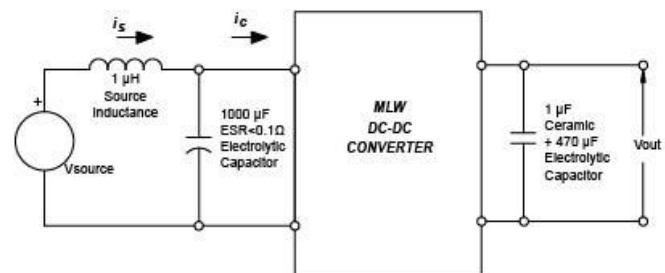 is
ic
1 µH
Source
Inductance
+
Vsource
1000 µF
ESR<0.1Ω
Electrolytic
Capacitor
MLW
DC-DC
CONVERTER
1 µF
Ceramic
+ 470 µF
Electrolytic
Capacitor
Vout